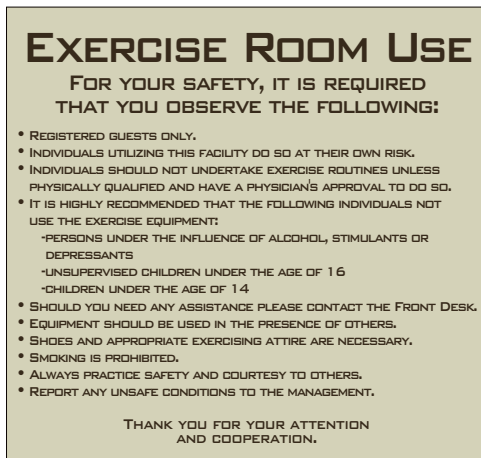 Exercise Room Use
For your safety, it is required
that you observe the following:
• Registered guests only.
• Individuals utilizing this facility do so at their own risk.
• Individuals should not undertake exercise routines unless
physically qualified and have a physician's approval to do so.
• It is highly recommended that the following individuals not
use the exercise equipment:
-persons under the influence of alcohol, stimulants or
depressants
-unsupervised children under the age of 16
-children under the age of 14
• Should you need any assistance please contact the Front Desk.
• Equipment should be used in the presence of others.
• Shoes and appropriate exercising attire are necessary.
• Smoking is prohibited.
• Always practice safety and courtesy to others.
• Report any unsafe conditions to the management.
Thank you for your attention
and cooperation.